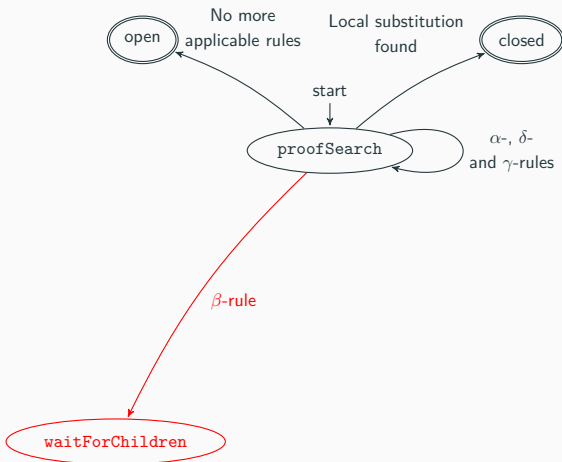 open
No more
applicable rules
Local substitution
found
closed
start
proofSearch
α-, δ-
and γ-rules
β-rule
waitForChildren